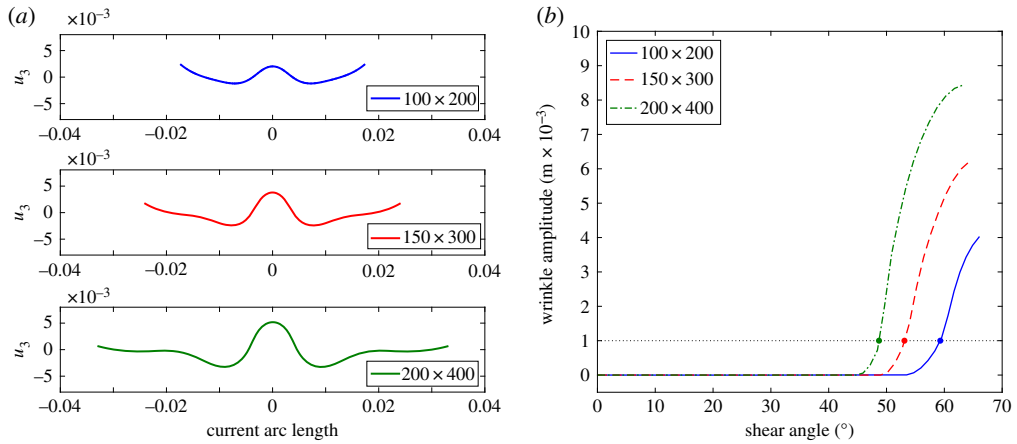 (a)
×10⁻³
5
0
−5
u₃
100 × 200
−0.04 −0.02 0 0.02 0.04
×10⁻³
5
0
−5
u₃
150 × 300
−0.04 −0.02 0 0.02 0.04
×10⁻³
5
0
−5
u₃
200 × 400
−0.04 −0.02 0 0.02 0.04
current arc length
(b)
10
9
8
7
6
5
4
3
2
1
0
wrinkle amplitude (m × 10⁻³)
100 × 200
150 × 300
200 × 400
0 10 20 30 40 50 60 70
shear angle (°)